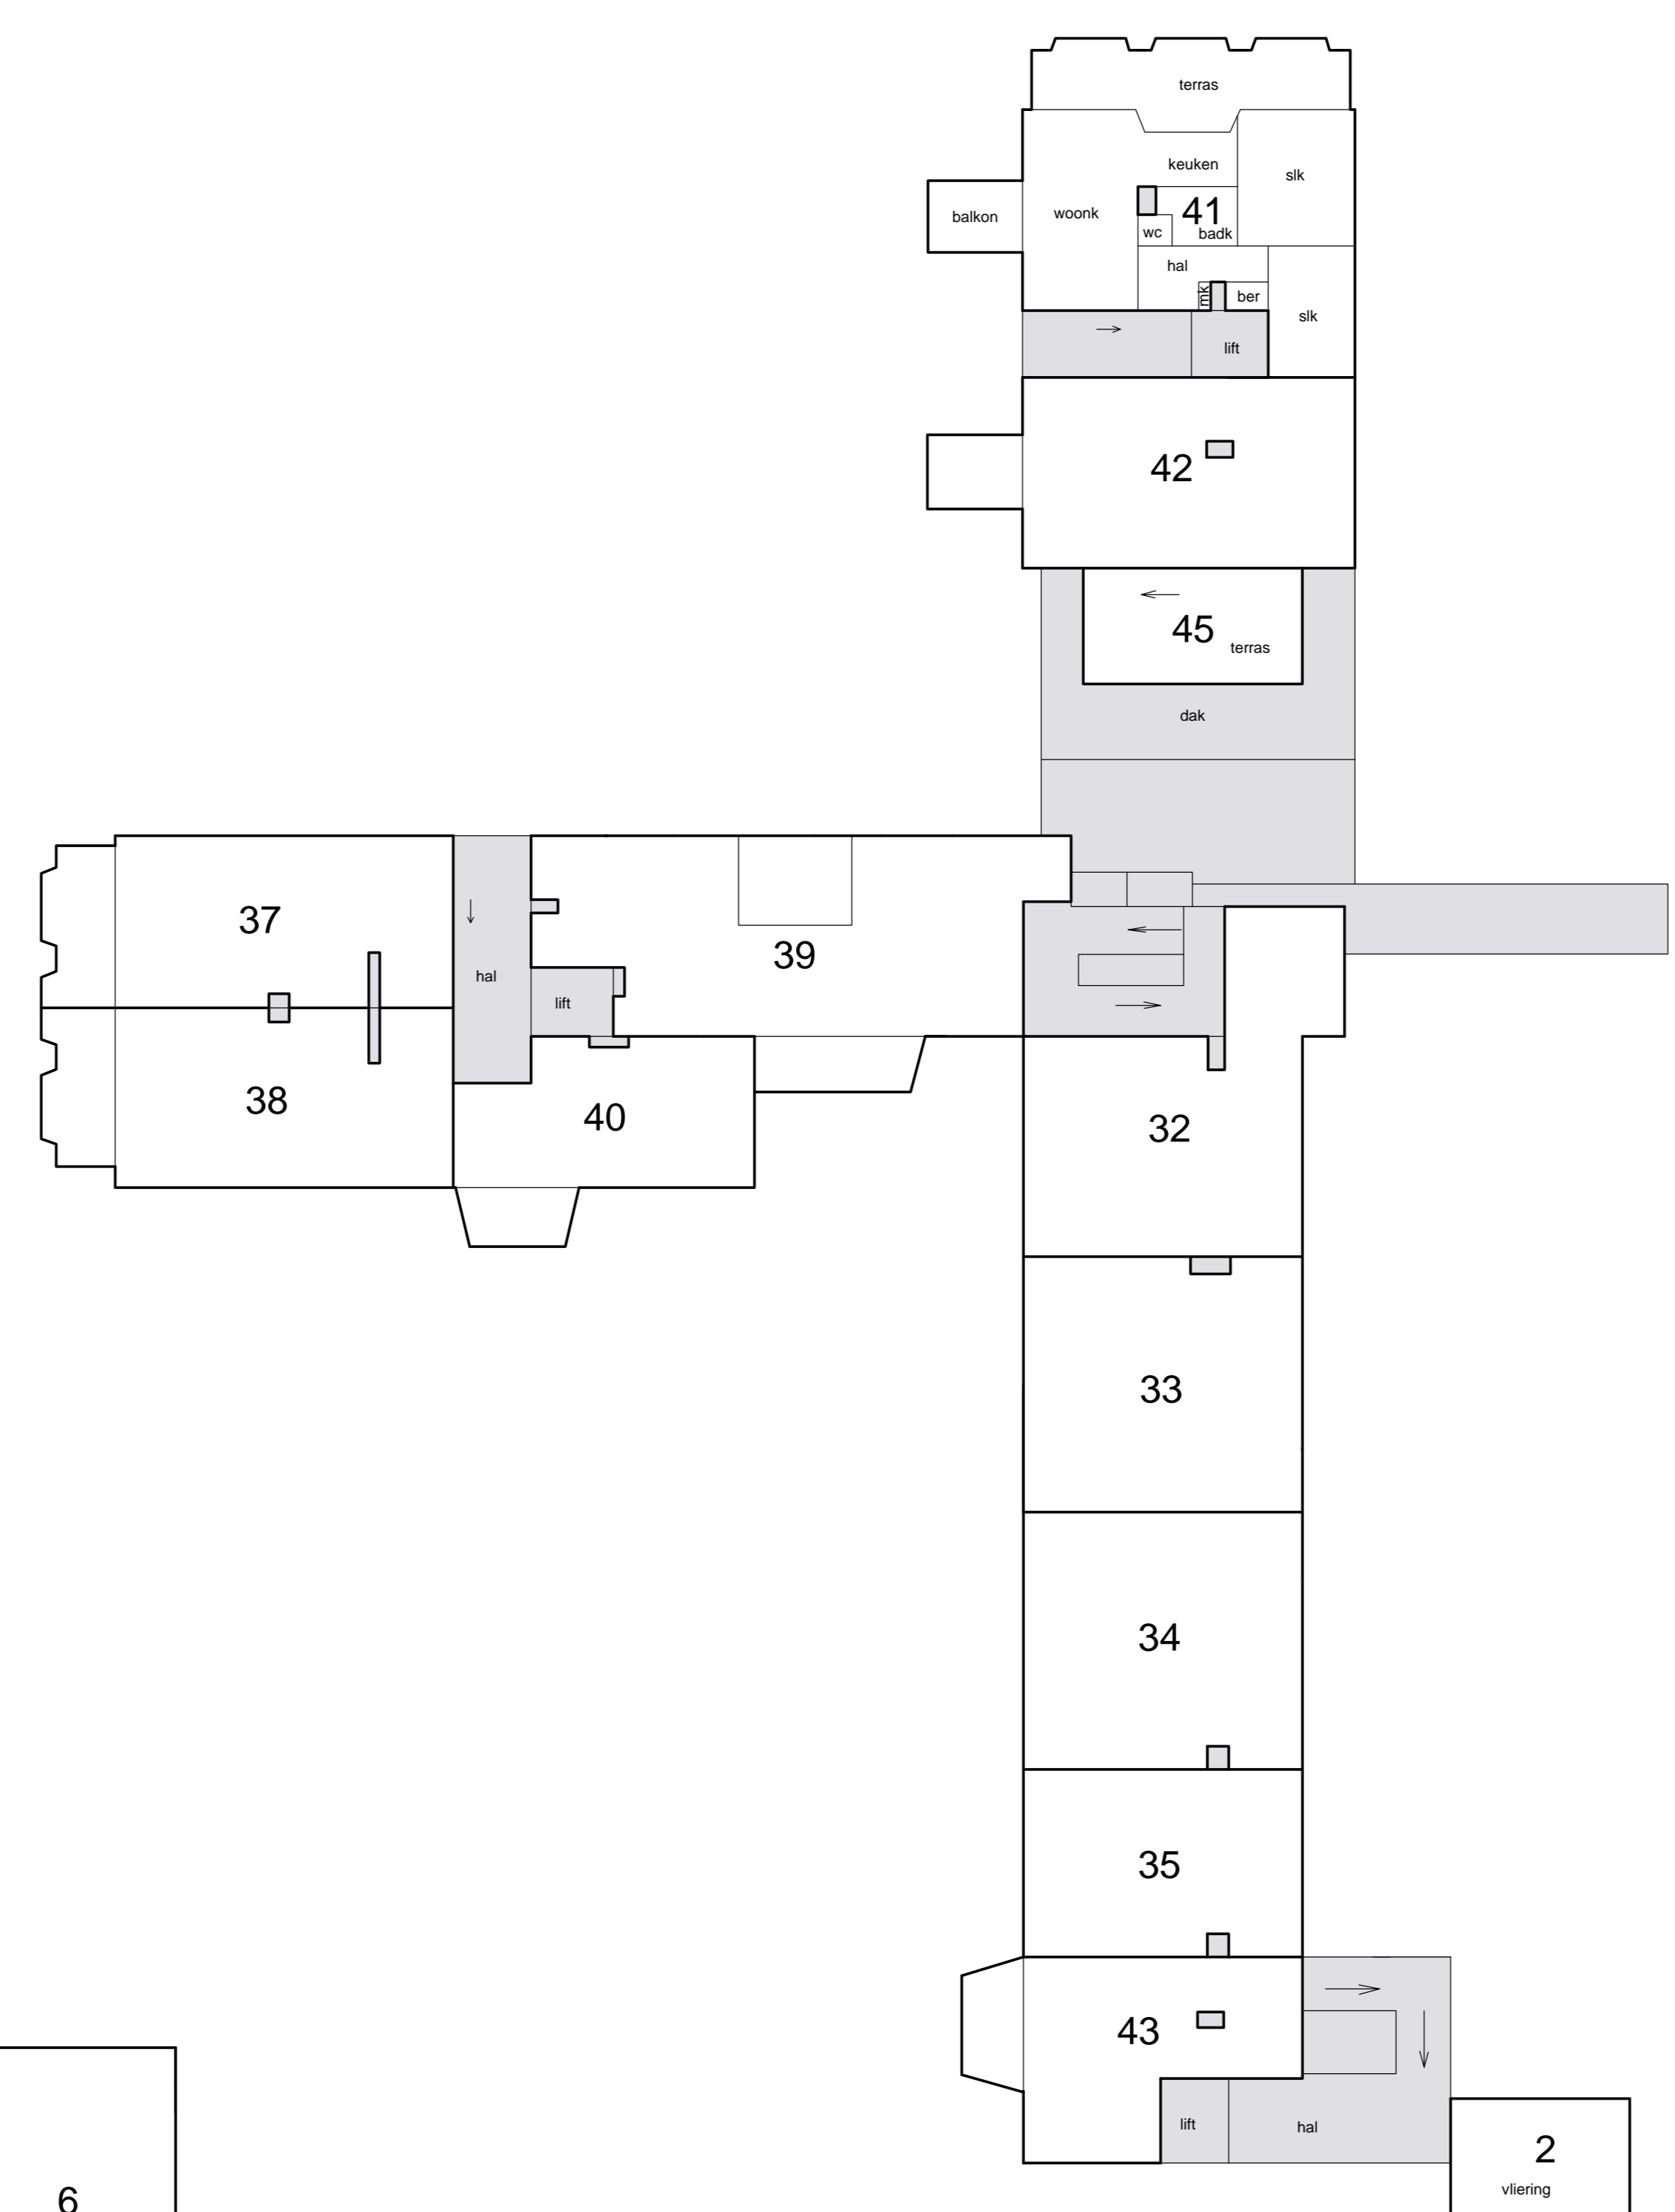 terras
keuken
slk
balkon
woonk
41
wc
badk
hal
mk
ber
slk
lift
42
45
terras
dak
37
39
hal
lift
38
40
32
33
34
35
43
lift
hal
2
vliering
6